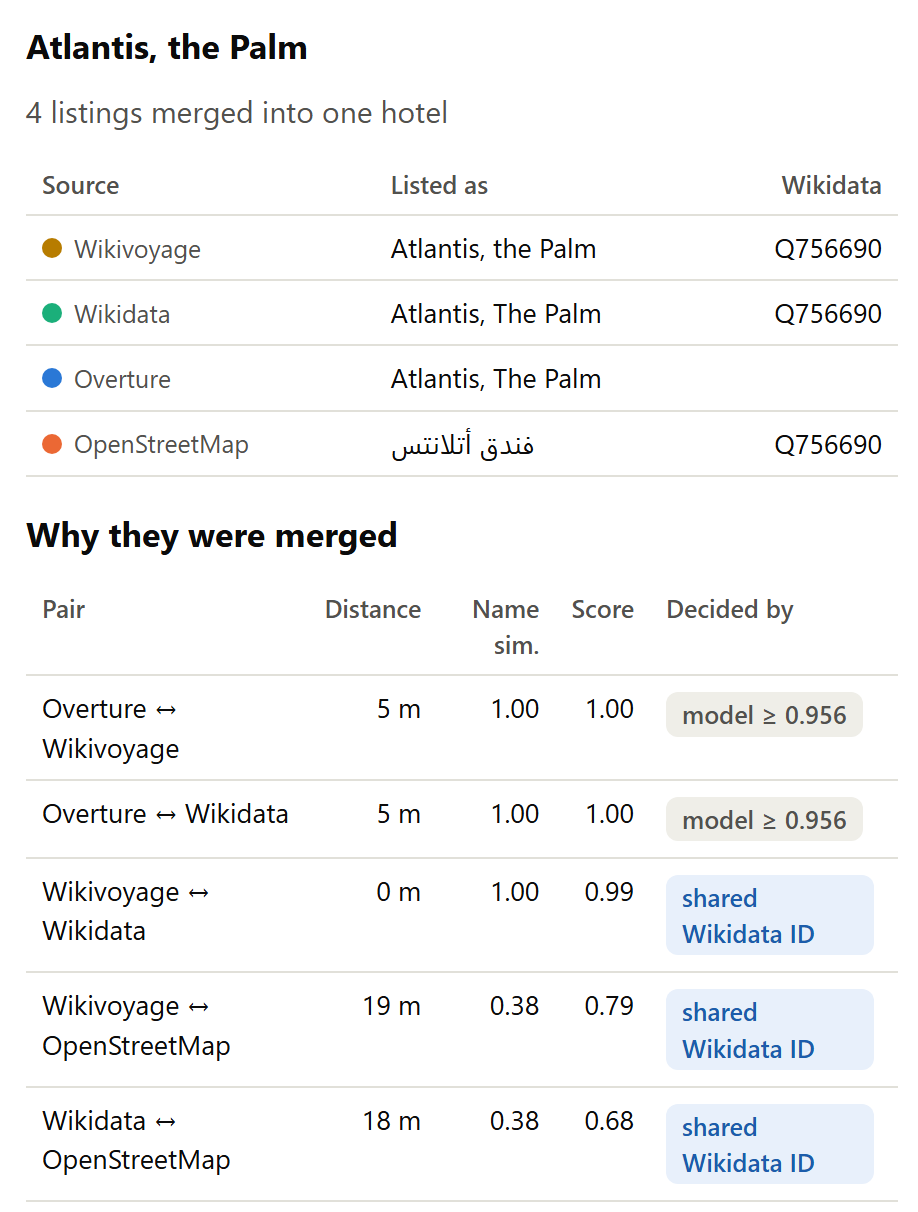 Atlantis, the Palm
4 listings merged into one hotel
Source Listed as Wikidata
Wikivoyage Atlantis, the Palm Q756690
Wikidata Atlantis, The Palm Q756690
Overture Atlantis, The Palm
OpenStreetMap فندق أتلانتس Q756690
Why they were merged
Pair Distance Name sim. Score Decided by
Overture ↔ Wikivoyage 5 m 1.00 1.00 model ≥ 0.956
Overture ↔ Wikidata 5 m 1.00 1.00 model ≥ 0.956
Wikivoyage ↔ Wikidata 0 m 1.00 0.99 shared Wikidata ID
Wikivoyage ↔ OpenStreetMap 19 m 0.38 0.79 shared Wikidata ID
Wikidata ↔ OpenStreetMap 18 m 0.38 0.68 shared Wikidata ID